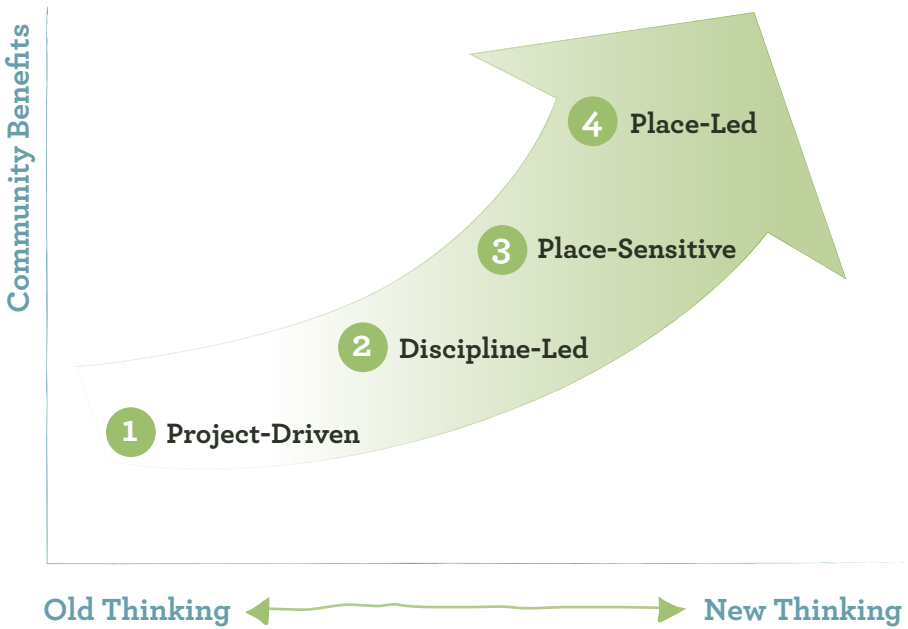 Community Benefits
4 Place-Led
3 Place-Sensitive
2 Discipline-Led
1 Project-Driven
Old Thinking
New Thinking